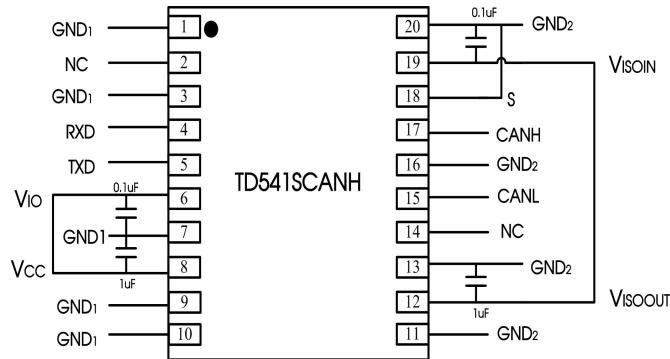 GND1 1 20 0.1uF GND2
NC 2 19 VISOIN
GND1 3 18 S
RXD 4 17 CANH
TXD 5 16 GND2
TD541SCANH
VIO 0.1uF 6 15 CANL
GND1 7 14 NC
VCC 1uF 8 13 GND2
GND1 9 12 1uF VISOOUT
GND1 10 11 GND2